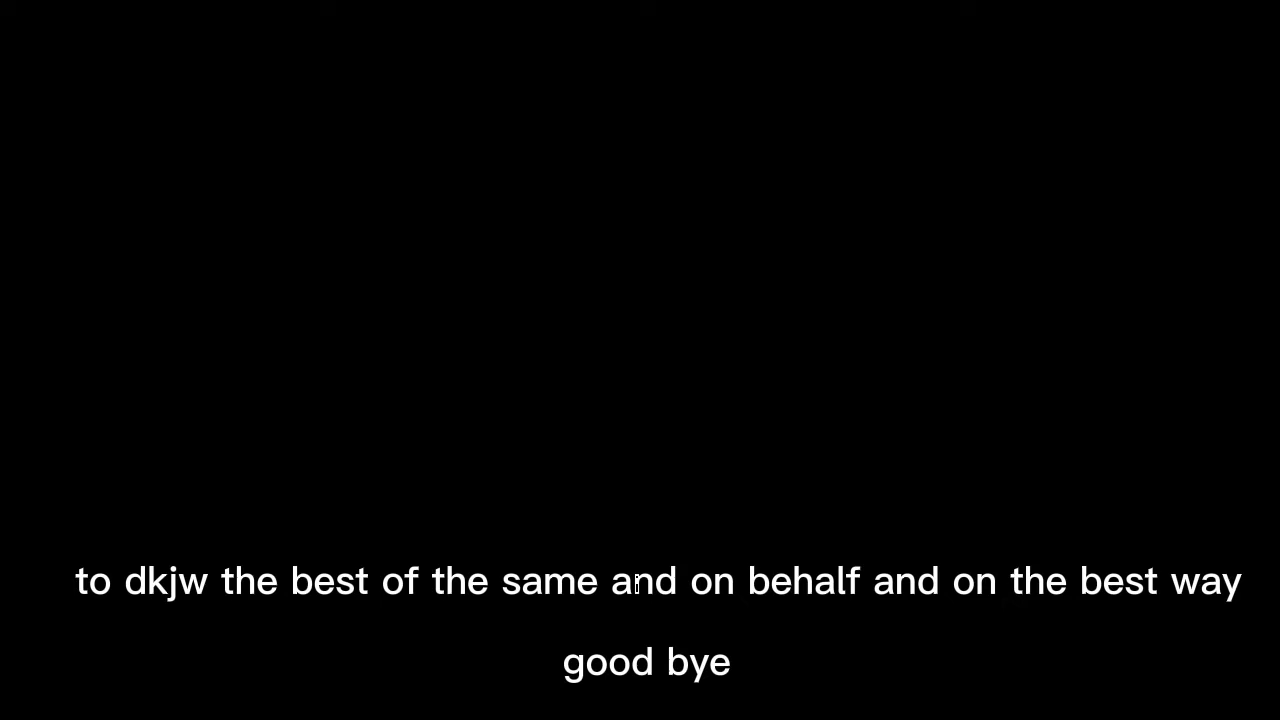 to dkjw the best of the same and on behalf and on the best way
good bye